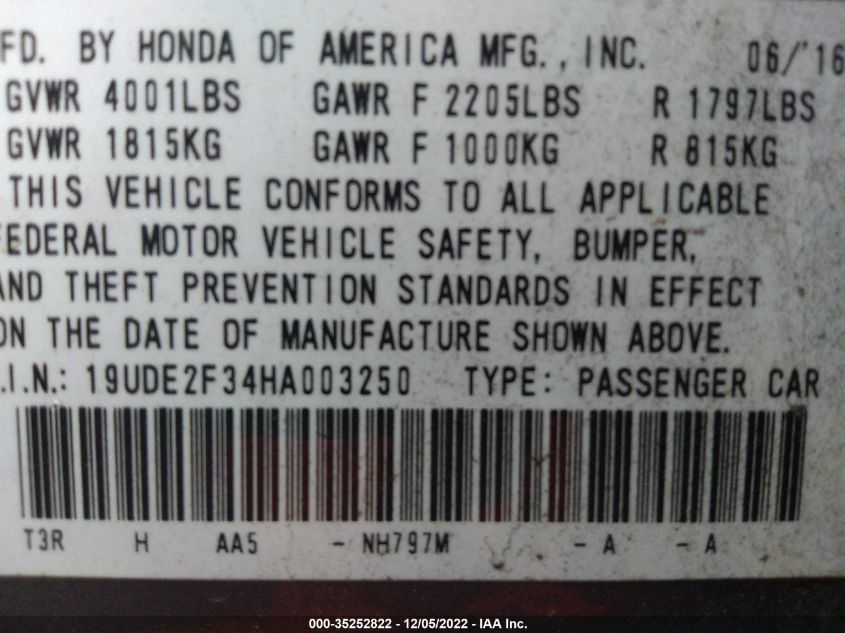 FD. BY HONDA OF AMERICA MFG., INC. 06/'16
GVWR 4001LBS GAWR F 2205LBS R 1797LBS
GVWR 1815KG GAWR F 1000KG R 815KG
THIS VEHICLE CONFORMS TO ALL APPLICABLE
FEDERAL MOTOR VEHICLE SAFETY, BUMPER,
AND THEFT PREVENTION STANDARDS IN EFFECT
ON THE DATE OF MANUFACTURE SHOWN ABOVE.
.I.N.: 19UDE2F34HA003250 TYPE: PASSENGER CAR
T3R H AA5 - NH797M - A - A
000-35252822 - 12/05/2022 - IAA Inc.